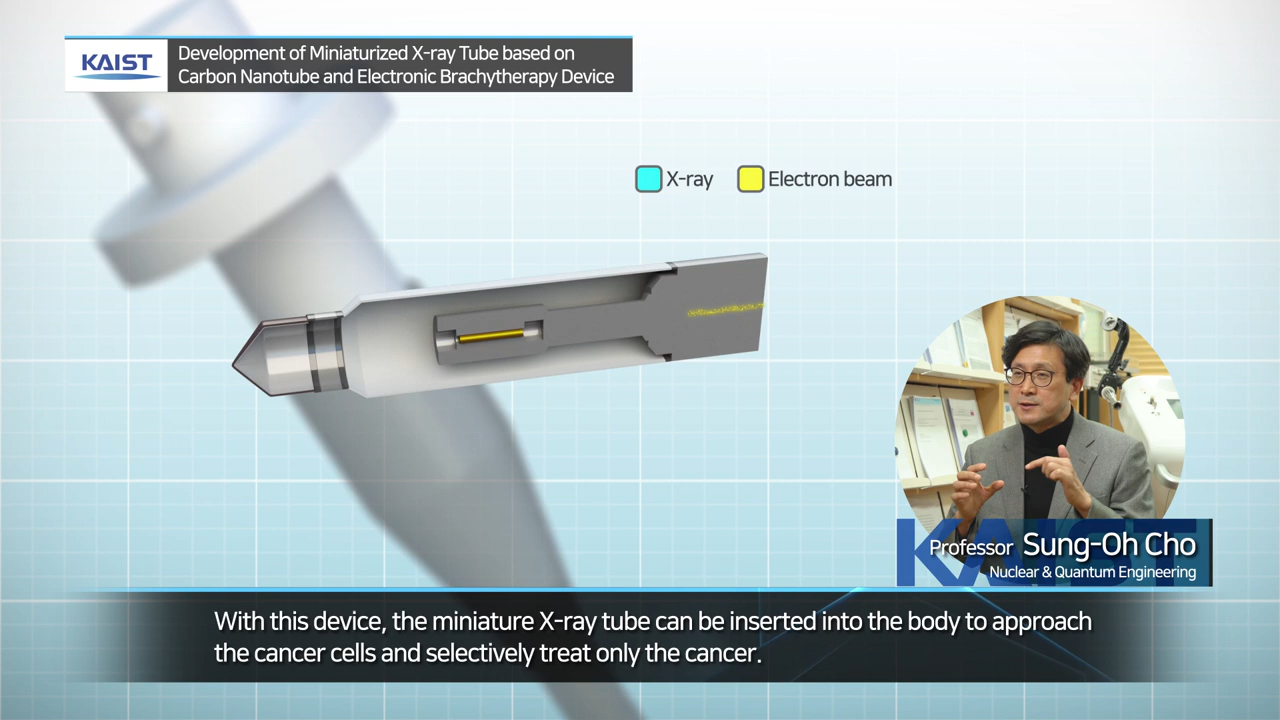 KAIST
Development of Miniaturized X-ray Tube based on
Carbon Nanotube and Electronic Brachytherapy Device
X-ray
Electron beam
KAIST
Professor Sung-Oh Cho
Nuclear & Quantum Engineering
With this device, the miniature X-ray tube can be inserted into the body to approach
the cancer cells and selectively treat only the cancer.